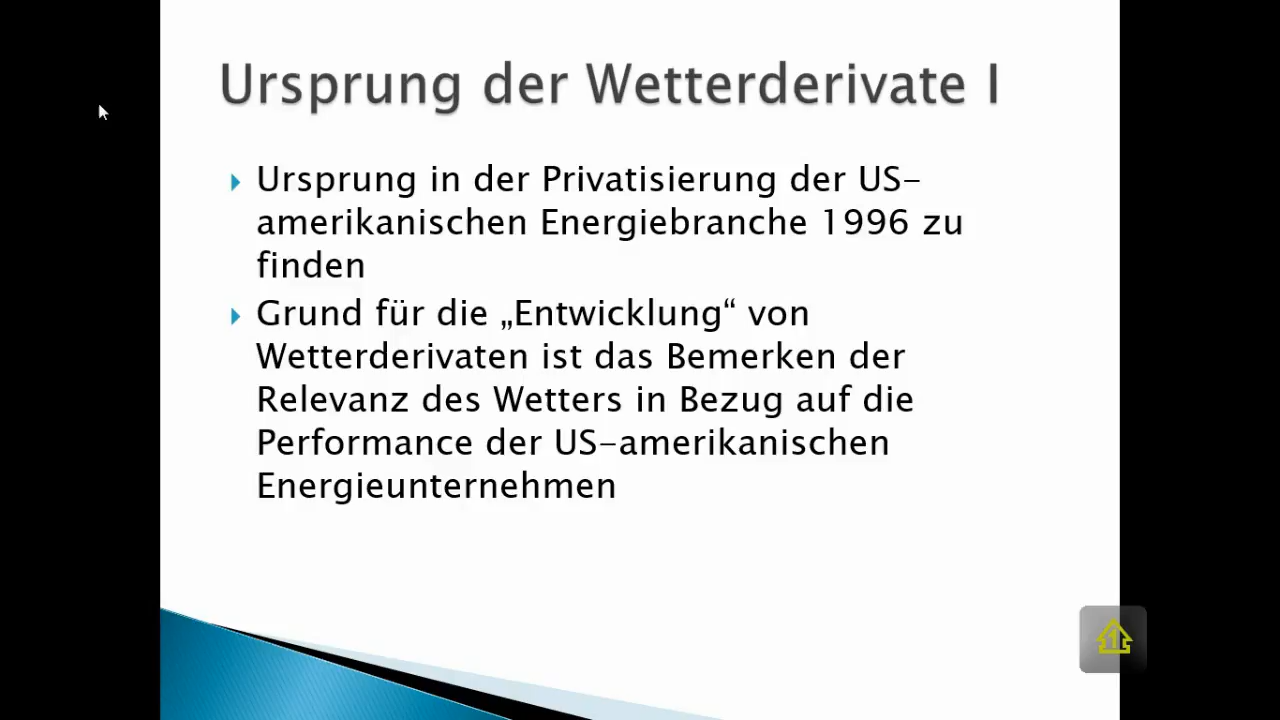 Ursprung der Wetterderivate I
Ursprung in der Privatisierung der US-
amerikanischen Energiebranche 1996 zu
finden
Grund für die „Entwicklung“ von
Wetterderivaten ist das Bemerken der
Relevanz des Wetters in Bezug auf die
Performance der US-amerikanischen
Energieunternehmen
1